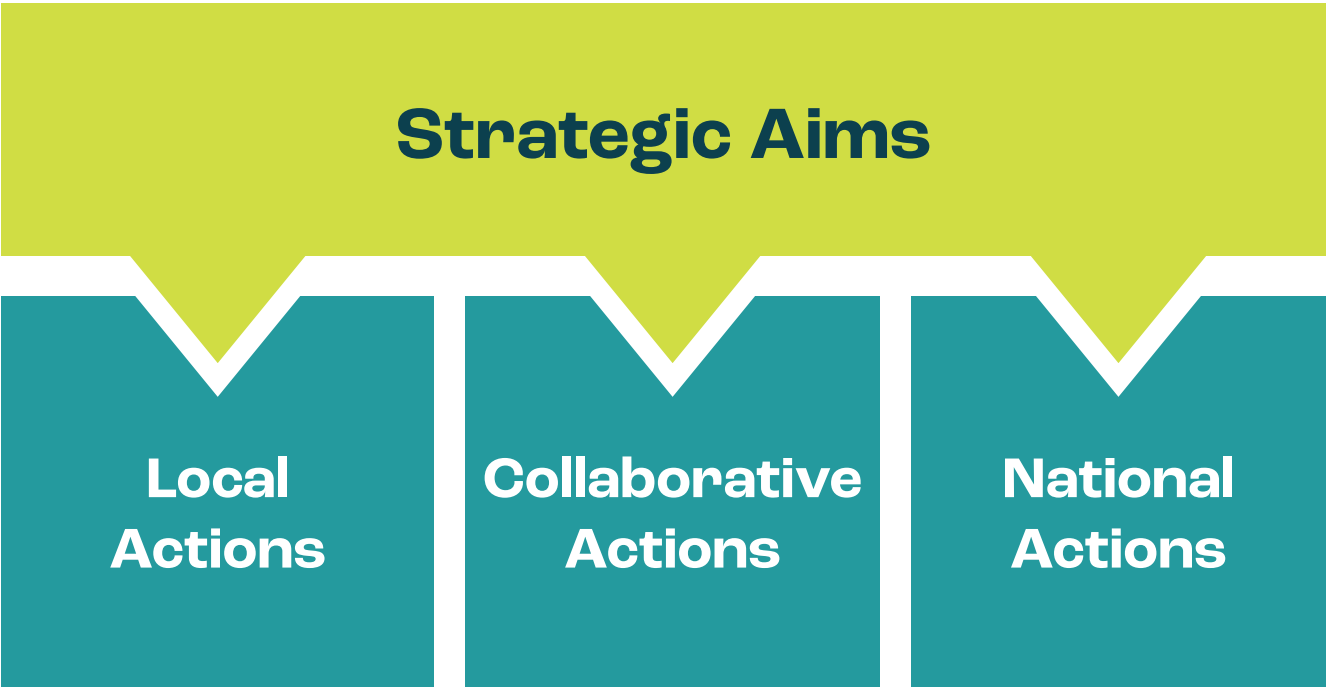 Strategic Aims
Local
Actions
Collaborative
Actions
National
Actions